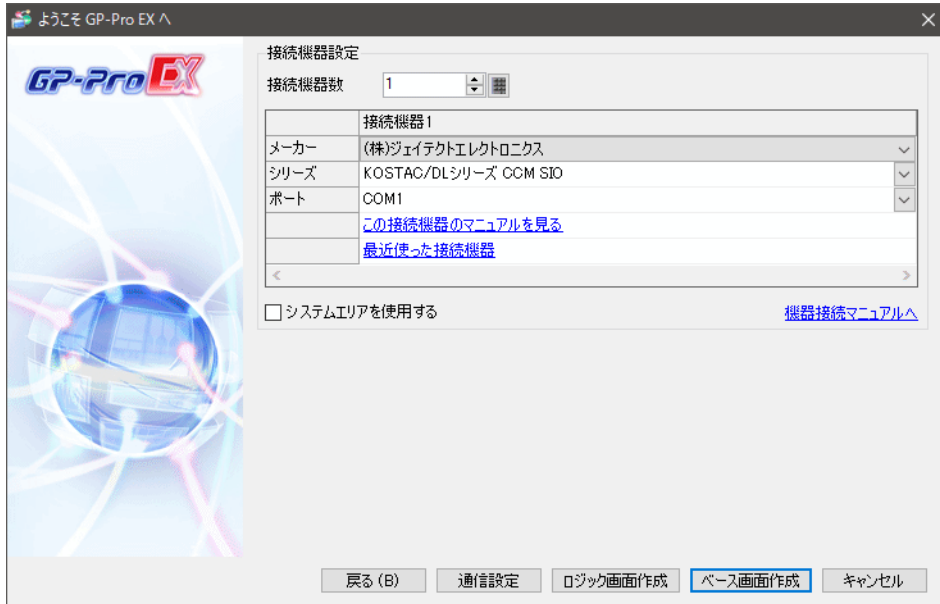 ようこそ GP-Pro EX へ
GP-Pro EX
接続機器設定
接続機器数 1
接続機器1
メーカー (株)ジェイテクトエレクトロニクス
シリーズ KOSTAC/DLシリーズ CCM SIO
ポート COM1
この接続機器のマニュアルを見る
最近使った接続機器
システムエリアを使用する 機器接続マニュアルへ
戻る(B) 通信設定 ロジック画面作成 ベース画面作成 キャンセル